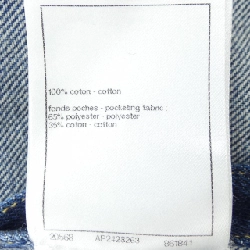 100% coton - cotton
fonds poches - pocketing fabric :
65% polyester - polyester
35% coton - cotton